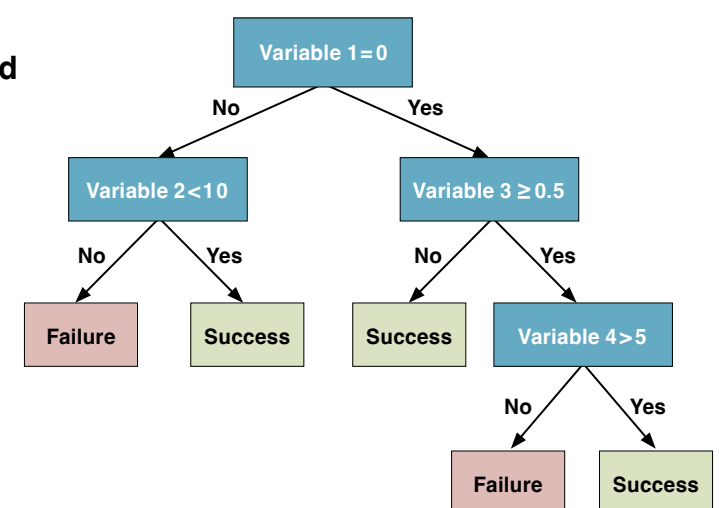 d
Variable 1=0
No
Yes
Variable 2<10
Variable 3 ≥ 0.5
No
Yes
No
Yes
Failure
Success
Success
Variable 4>5
No
Yes
Failure
Success